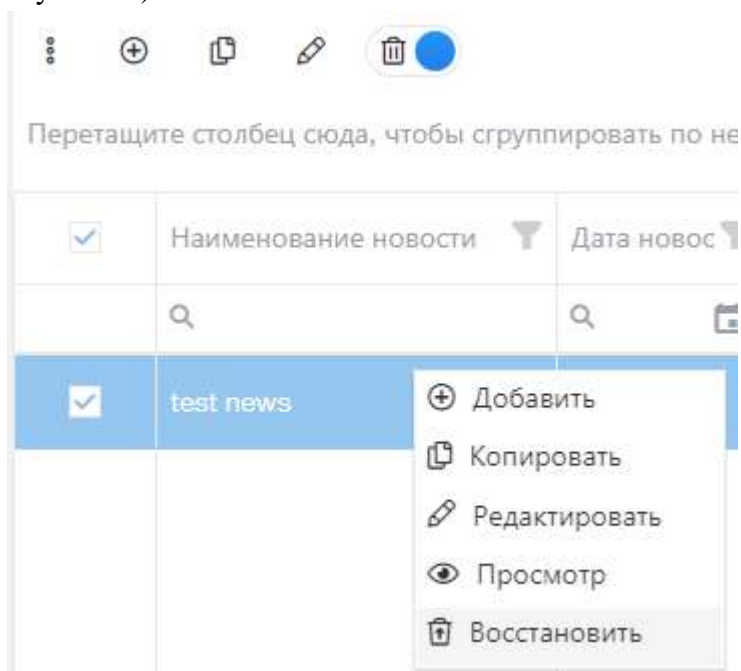 Перетащите столбец сюда, чтобы сгруппировать по не
Наименование новости
Дата новос
test news
Добавить
Копировать
Редактировать
Просмотр
Восстановить